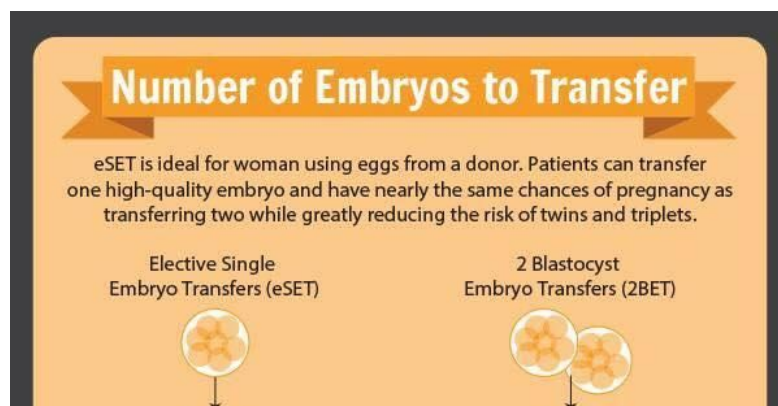 Number of Embryos to Transfer
eSET is ideal for woman using eggs from a donor. Patients can transfer
one high-quality embryo and have nearly the same chances of pregnancy as
transferring two while greatly reducing the risk of twins and triplets.
Elective Single
Embryo Transfers (eSET)
2 Blastocyst
Embryo Transfers (2BET)